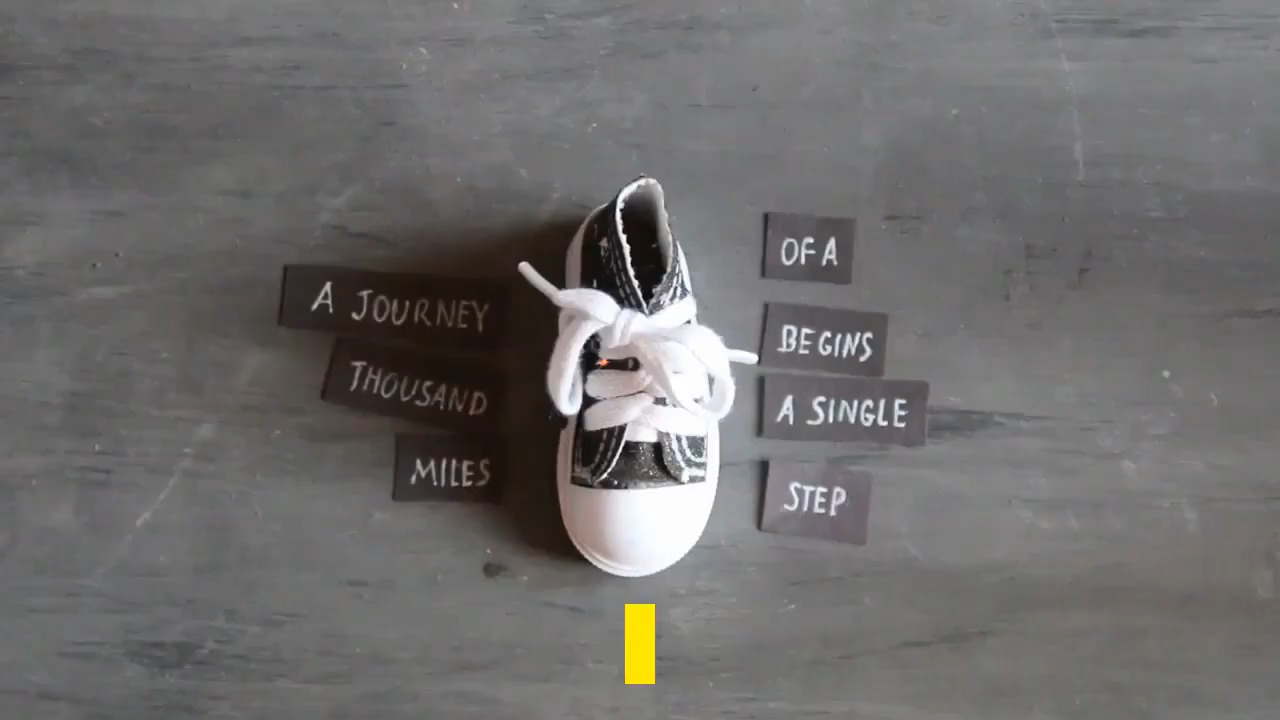 A JOURNEY
THOUSAND
MILES
OF A
BEGINS
A SINGLE
STEP